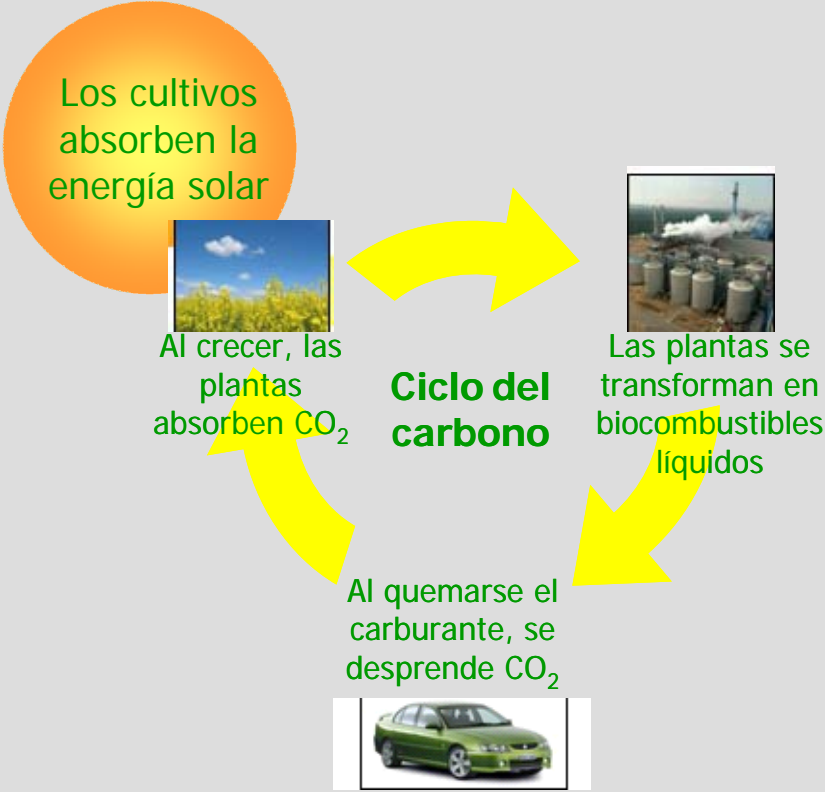 Los cultivos
absorben la
energía solar
Al crecer, las
plantas
absorben CO₂
Ciclo del
carbono
Las plantas se
transforman en
biocombustibles
líquidos
Al quemarse el
carburante, se
desprende CO₂